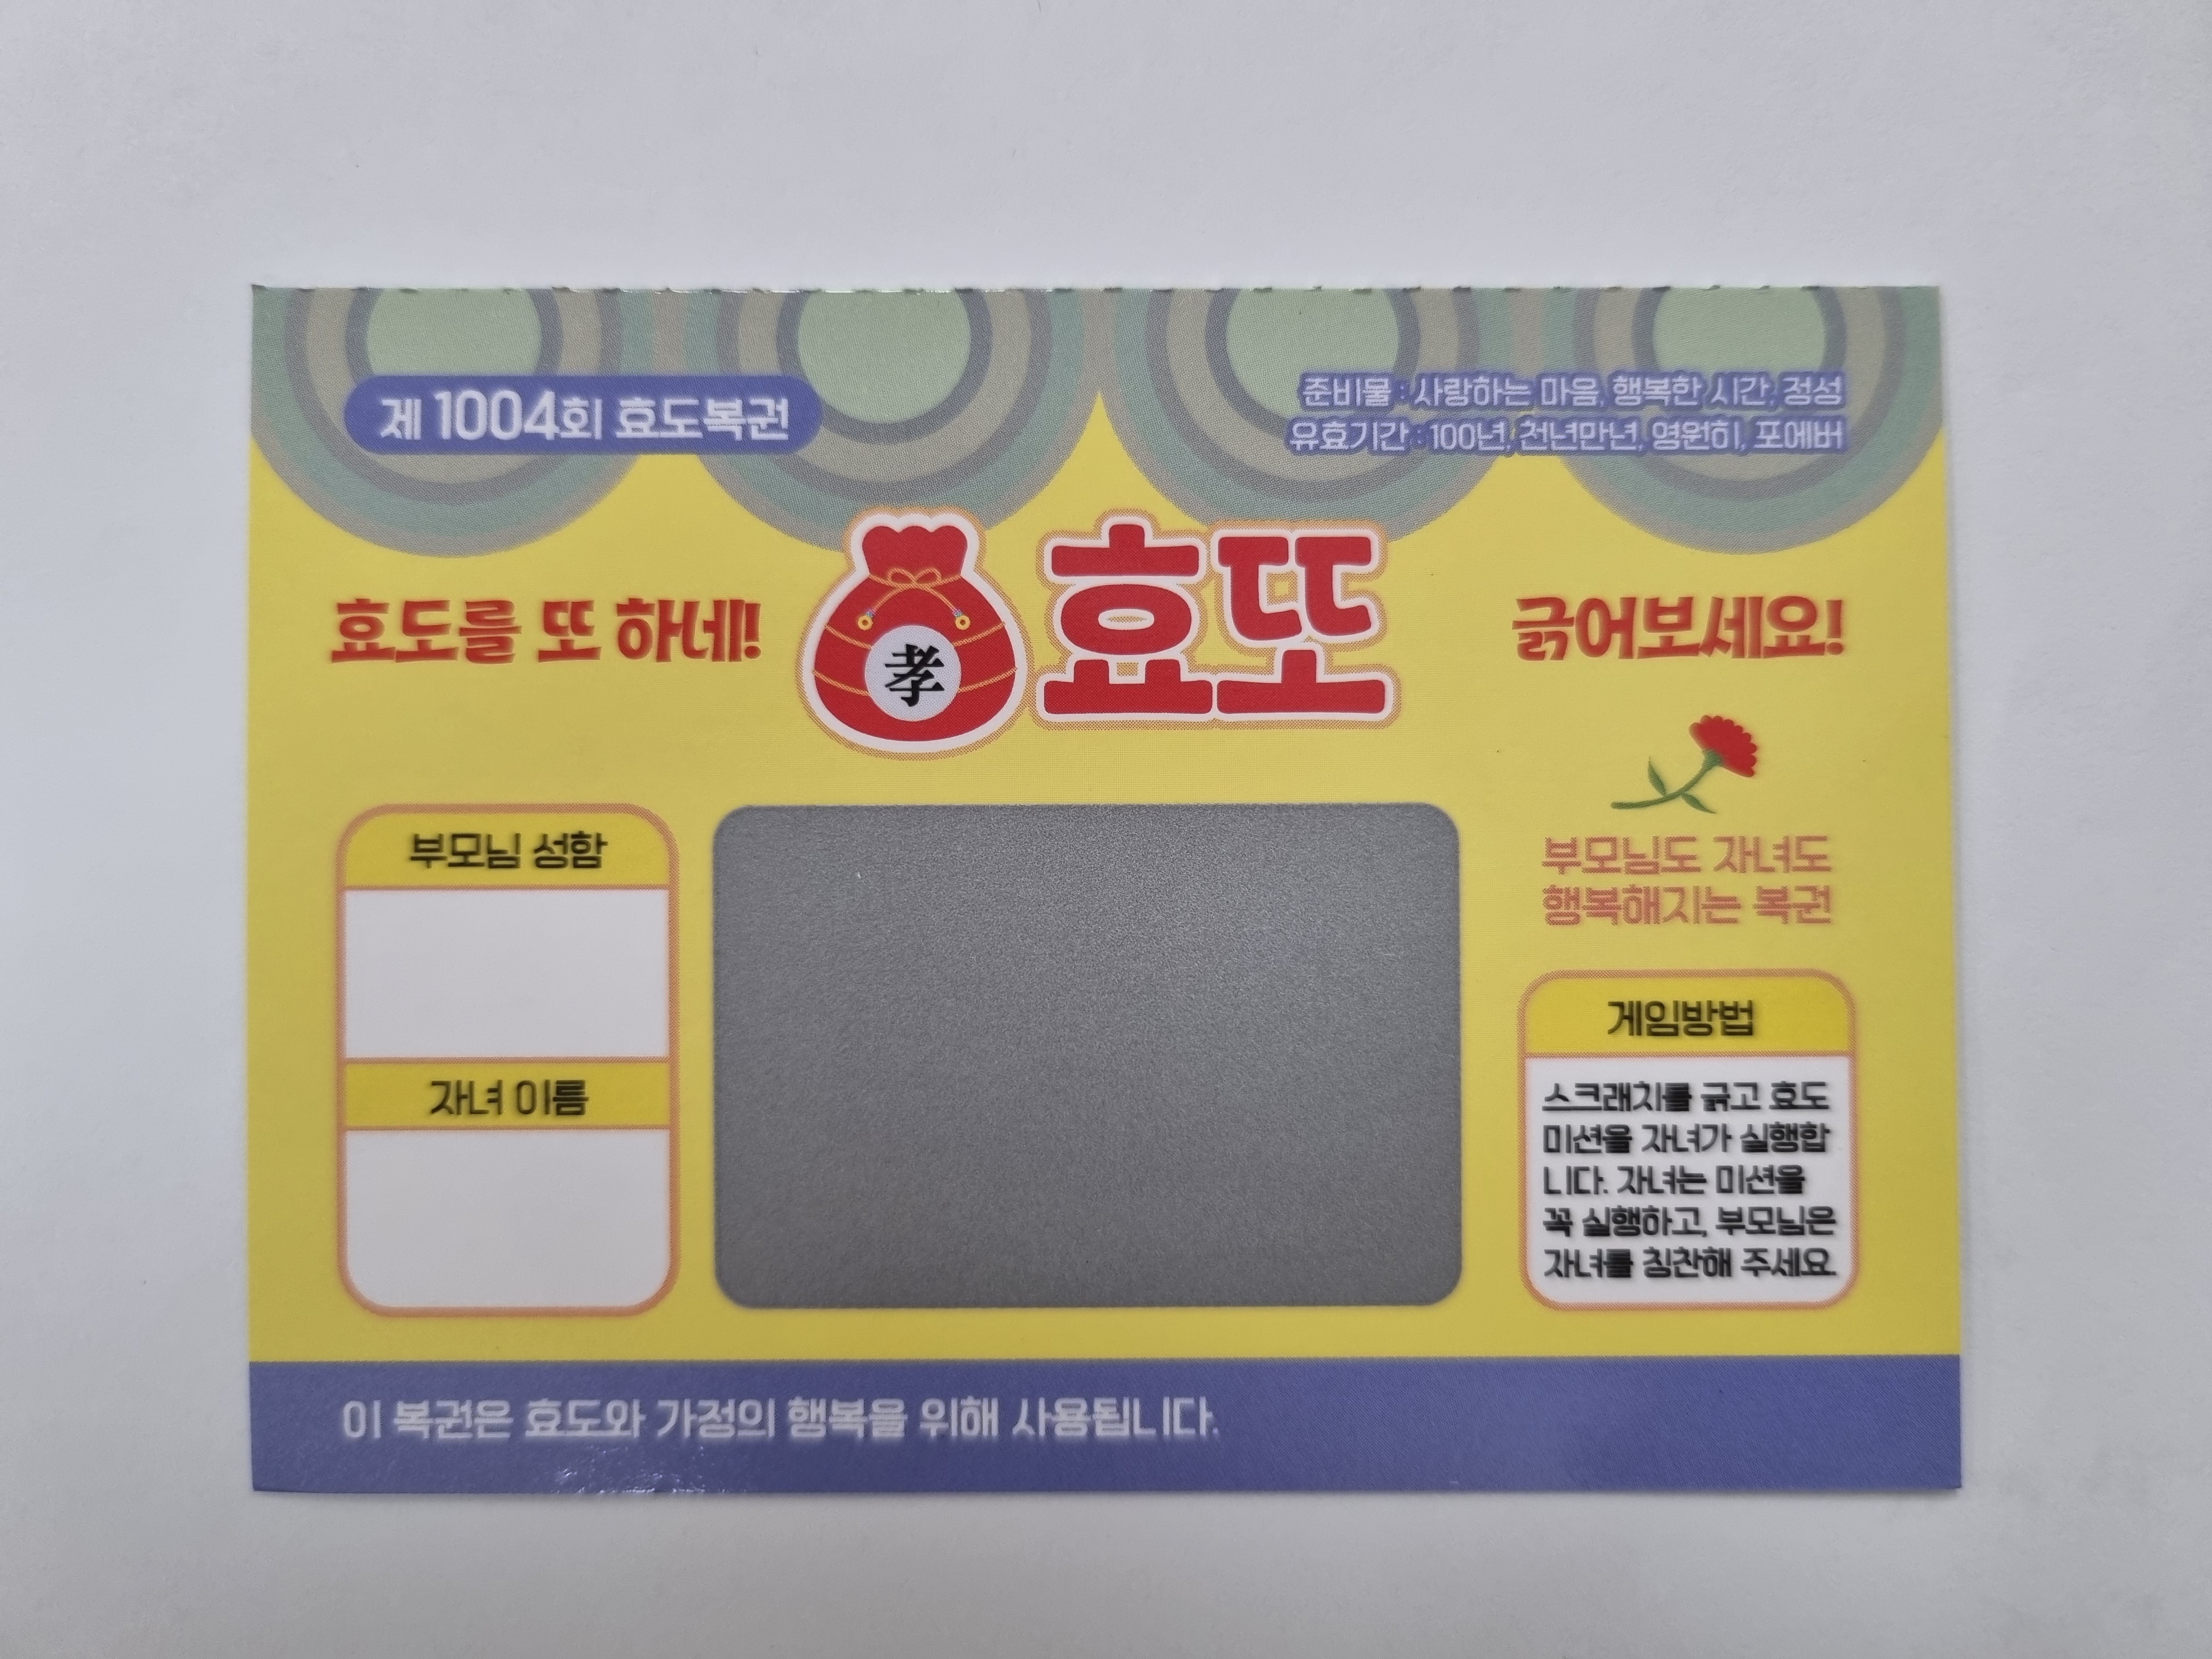 제 1004회 효도복권
준비물 : 사랑하는 마음, 행복한 시간, 정성
유효기간 : 100년, 천년만년, 영원히, 포에버
효도를 또 하네!
孝
효또
긁어보세요!
부모님 성함
자녀 이름
부모님도 자녀도
행복해지는 복권
게임방법
스크래치를 긁고 효도
미션을 자녀가 실행합
니다. 자녀는 미션을
꼭 실행하고, 부모님은
자녀를 칭찬해 주세요
이 복권은 효도와 가정의 행복을 위해 사용됩니다.